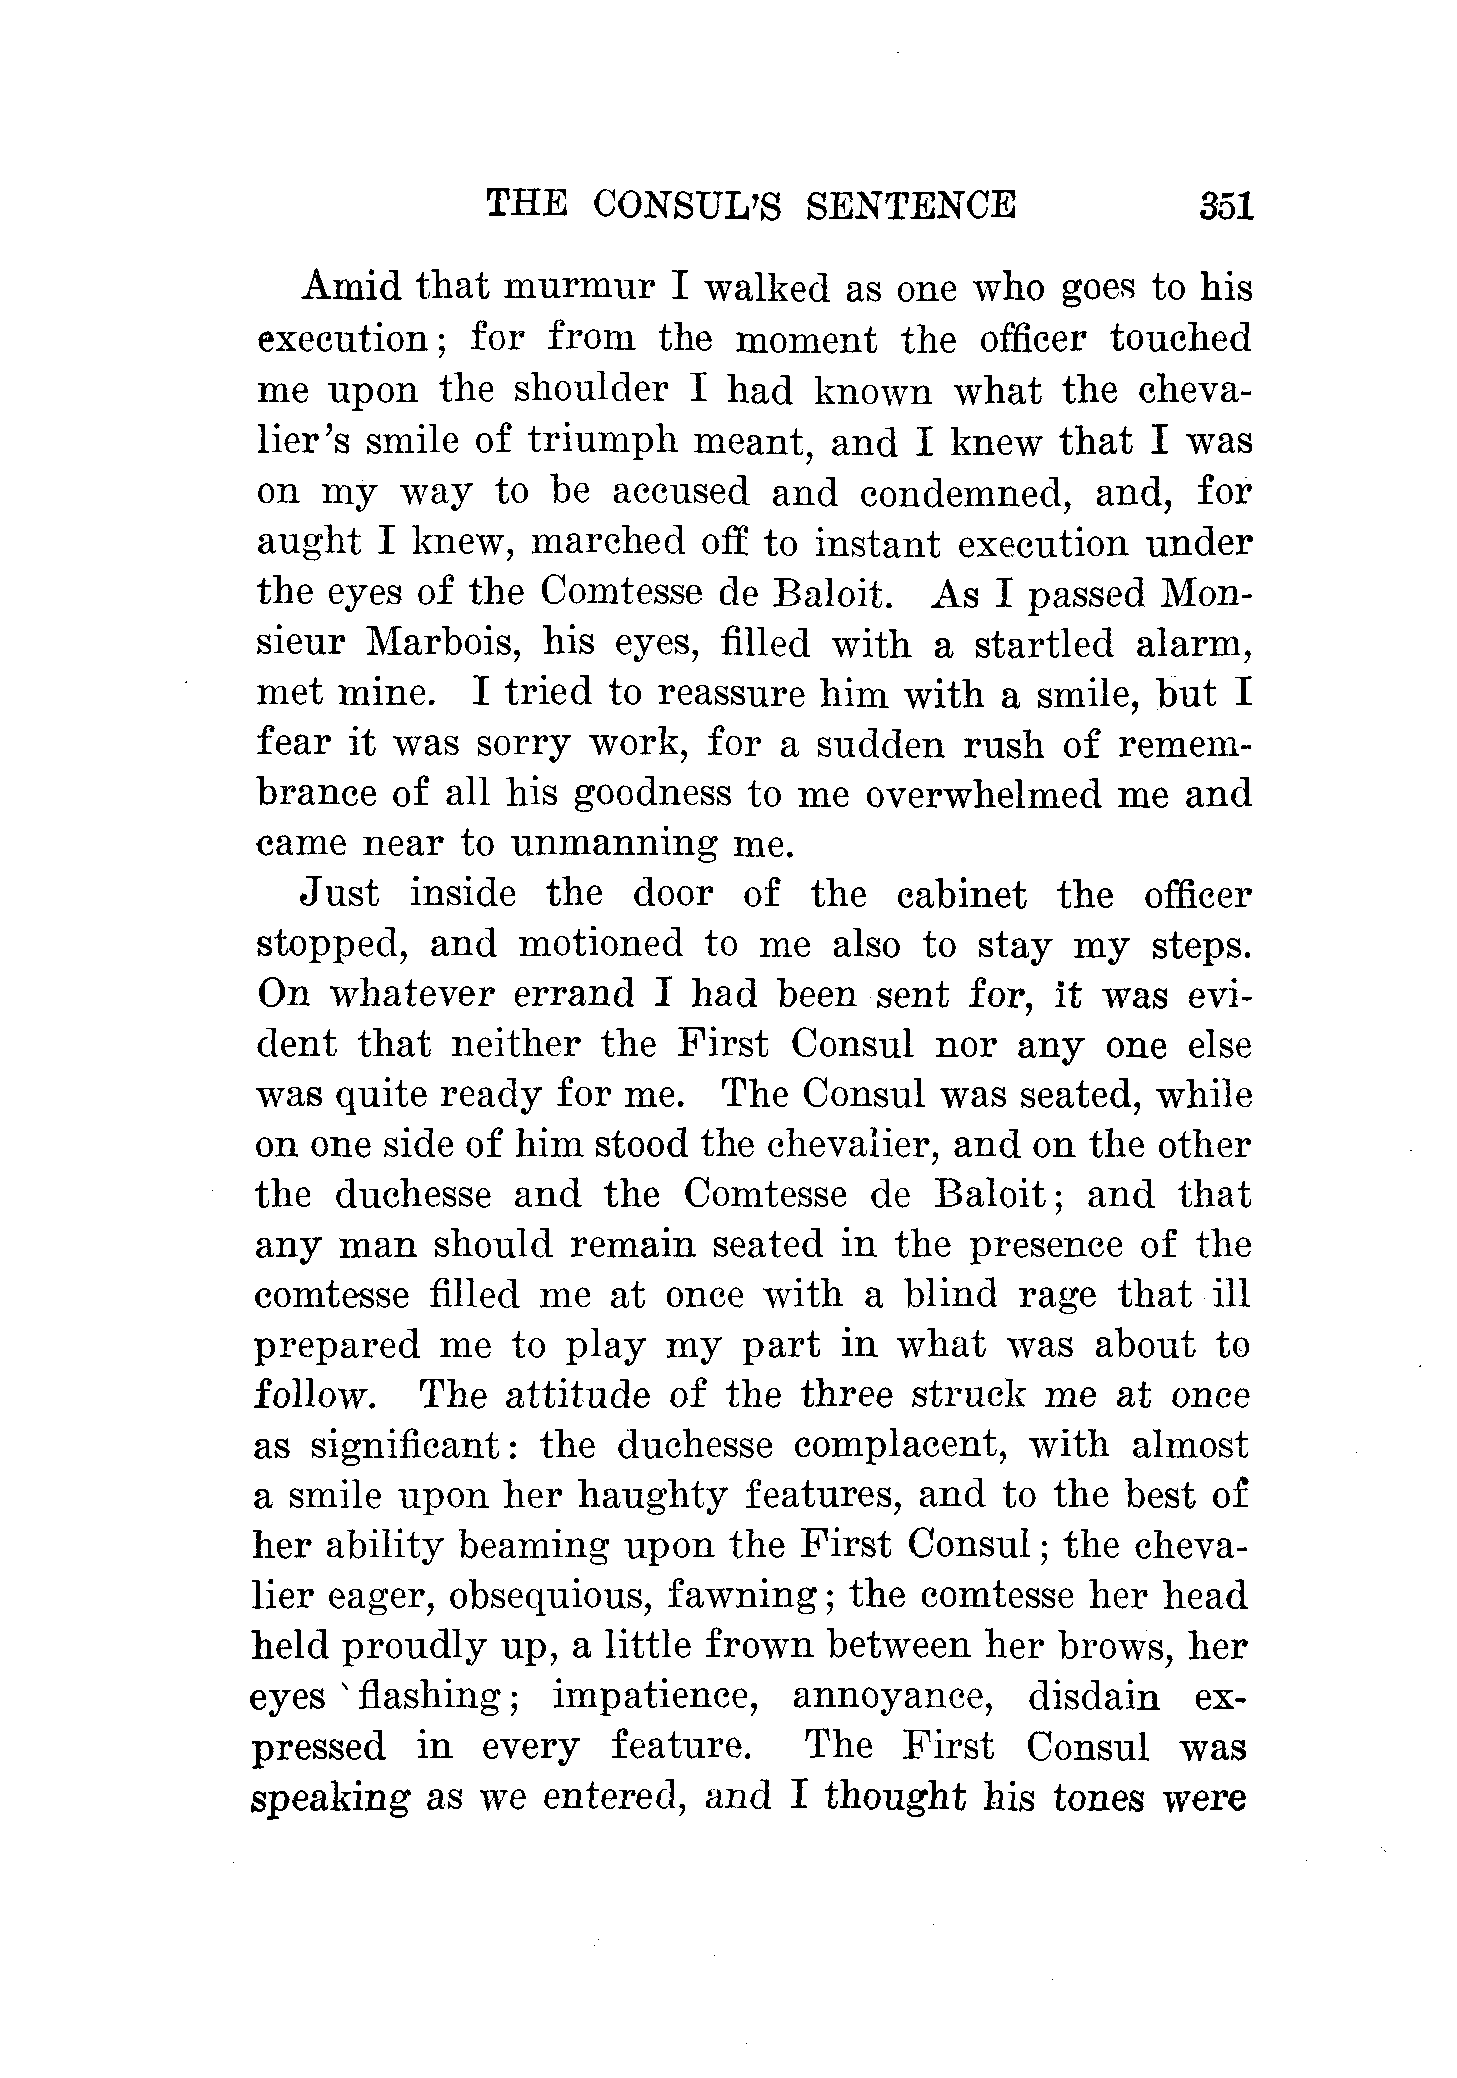 THE CONSUL'S SENTENCE 351
Amid that murmur I walked as one who goes to his
execution; for from the moment the officer touched
me upon the shoulder I had known what the cheva-
lier's smile of triumph meant, and I knew that I was
on my way to be accused and condemned, and, for
aught I knew, marched off to instant execution under
the eyes of the Comtesse de Baloit. As I passed Mon-
sieur Marbois, his eyes, filled with a startled alarm,
met mine. I tried to reassure him with a smile, but I
fear it was sorry work, for a sudden rush of remem-
brance of all his goodness to me overwhelmed me and
came near to unmanning me.
Just inside the door of the cabinet the officer
stopped, and motioned to me also to stay my steps.
On whatever errand I had been sent for, it was evi-
dent that neither the First Consul nor any one else
was quite ready for me. The Consul was seated, while
on one side of him stood the chevalier, and on the other
the duchesse and the Comtesse de Baloit; and that
any man should remain seated in the presence of the
comtesse filled me at once with a blind rage that ill
prepared me to play my part in what was about to
follow. The attitude of the three struck me at once
as significant: the duchesse complacent, with almost
a smile upon her haughty features, and to the best of
her ability beaming upon the First Consul; the cheva-
lier eager, obsequious, fawning; the comtesse her head
held proudly up, a little frown between her brows, her
eyes flashing; impatience, annoyance, disdain ex-
pressed in every feature. The First Consul was
speaking as we entered, and I thought his tones were